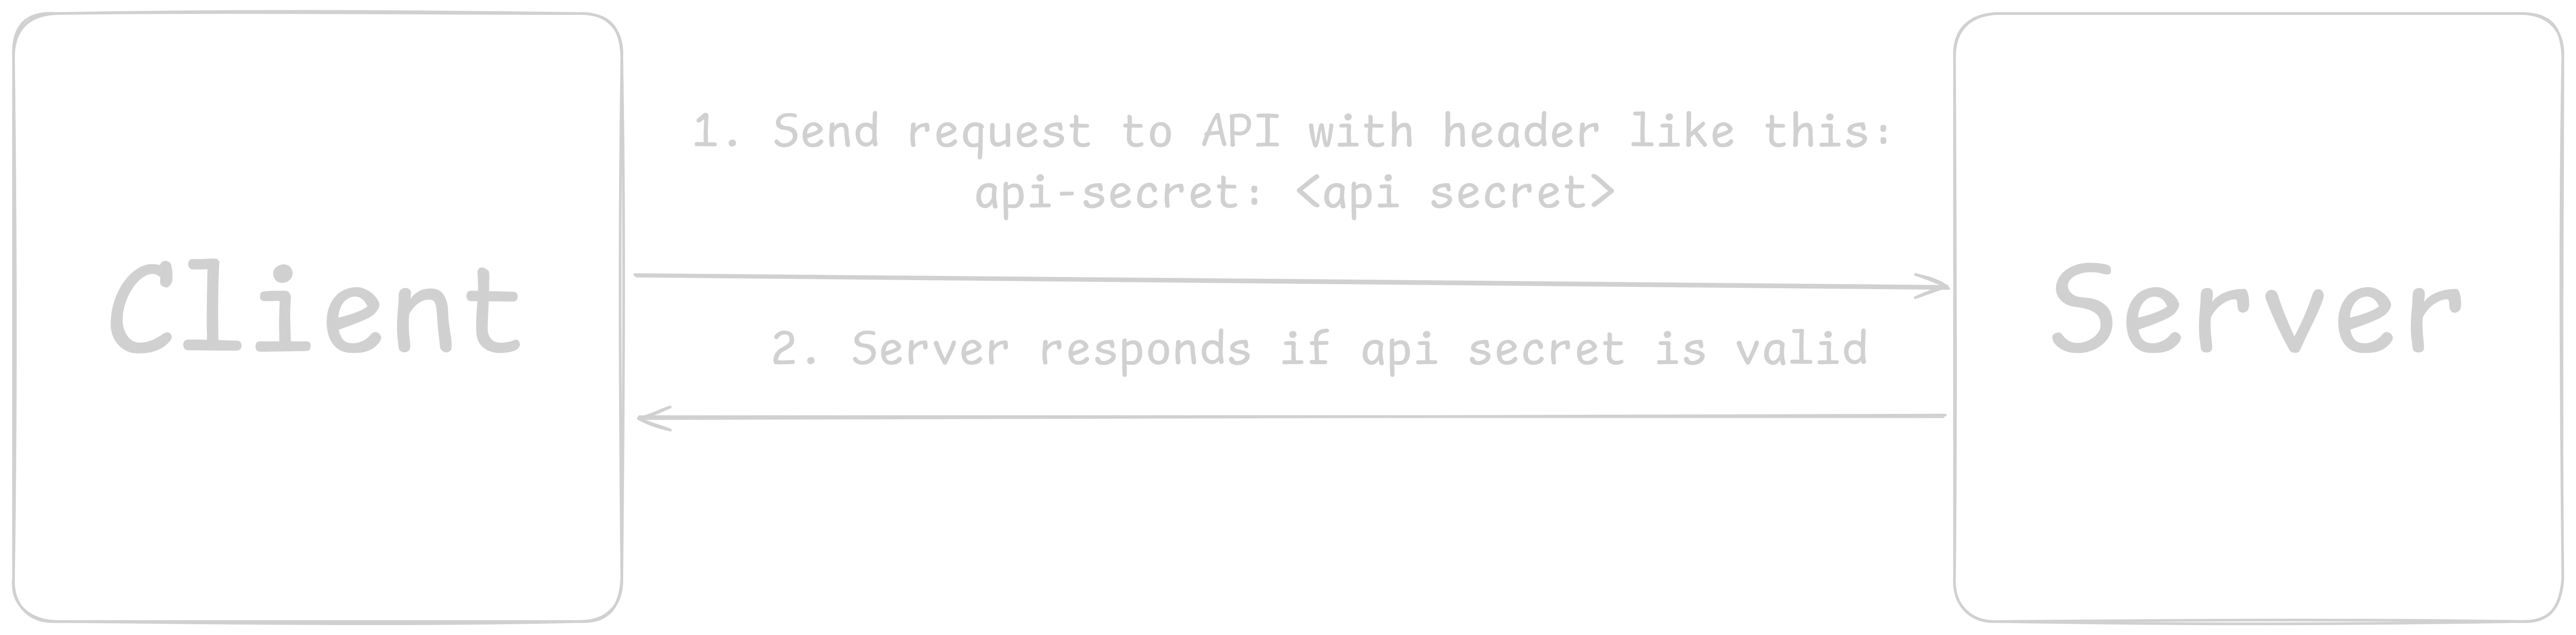 Client
1. Send request to API with header like this:
api-secret: <api secret>
2. Server responds if api secret is valid
Server